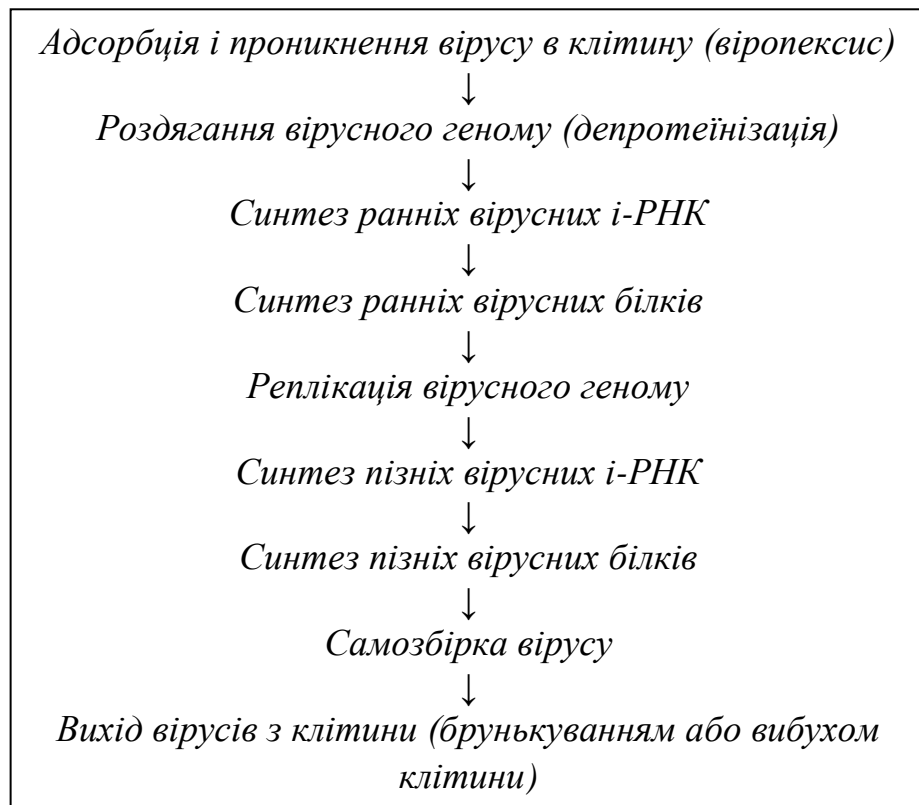 Адсорбція і проникнення вірусу в клітину (віропексис)
↓
Роздягання вірусного геному (депротеїнізація)
↓
Синтез ранніх вірусних і-РНК
↓
Синтез ранніх вірусних білків
↓
Реплікація вірусного геному
↓
Синтез пізніх вірусних і-РНК
↓
Синтез пізніх вірусних білків
↓
Самозбірка вірусу
↓
Вихід вірусів з клітини (брунькуванням або вибухом
клітини)